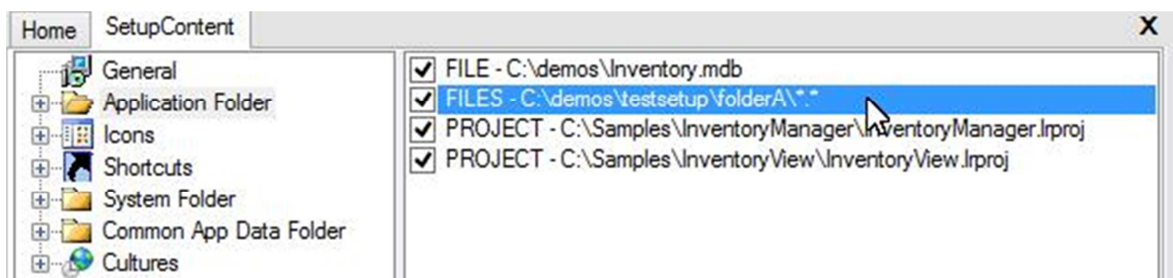 Home SetupContent X
General
Application Folder
Icons
Shortcuts
System Folder
Common App Data Folder
Cultures
FILE - C:\demos\Inventory.mdb
FILES - C:\demos\testsetup\folderA\*.*
PROJECT - C:\Samples\InventoryManager\InventoryManager.lrproj
PROJECT - C:\Samples\InventoryView\InventoryView.lrproj